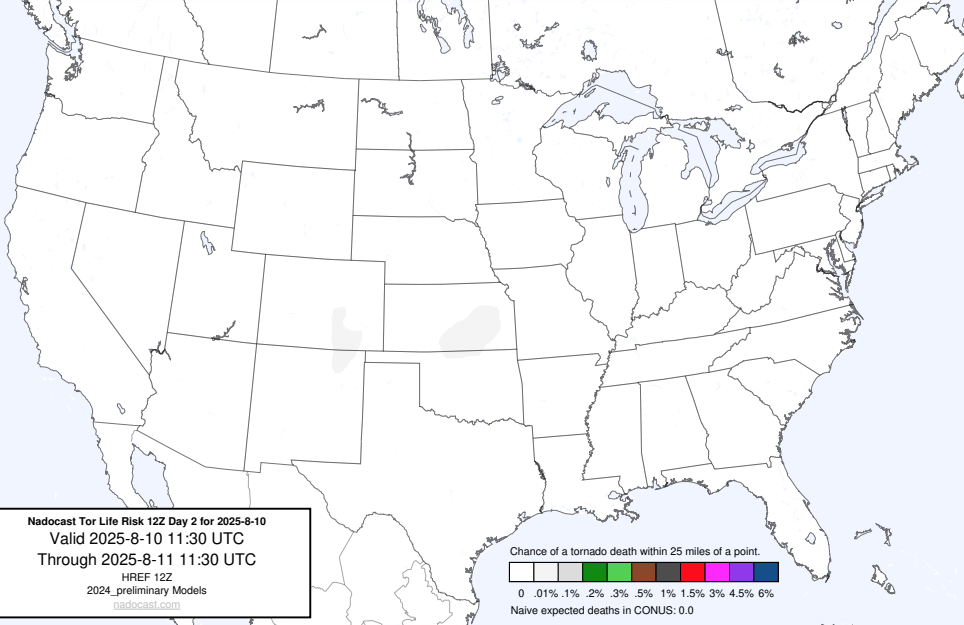 Nadocast Tor Life Risk 12Z Day 2 for 2025-8-10
Valid 2025-8-10 11:30 UTC
Through 2025-8-11 11:30 UTC
HREF 12Z
2024_preliminary Models
nadocast.com
Chance of a tornado death within 25 miles of a point.
0 .01% .1% .2% .3% .5% 1% 1.5% 3% 4.5% 6%
Naive expected deaths in CONUS: 0.0